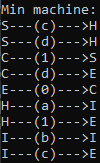 Min machine:
S---(c)--->H
S---(d)--->H
C---(1)--->S
C---(d)--->E
E---(0)--->C
H---(a)--->I
H---(1)--->E
I---(b)--->I
I---(c)--->E